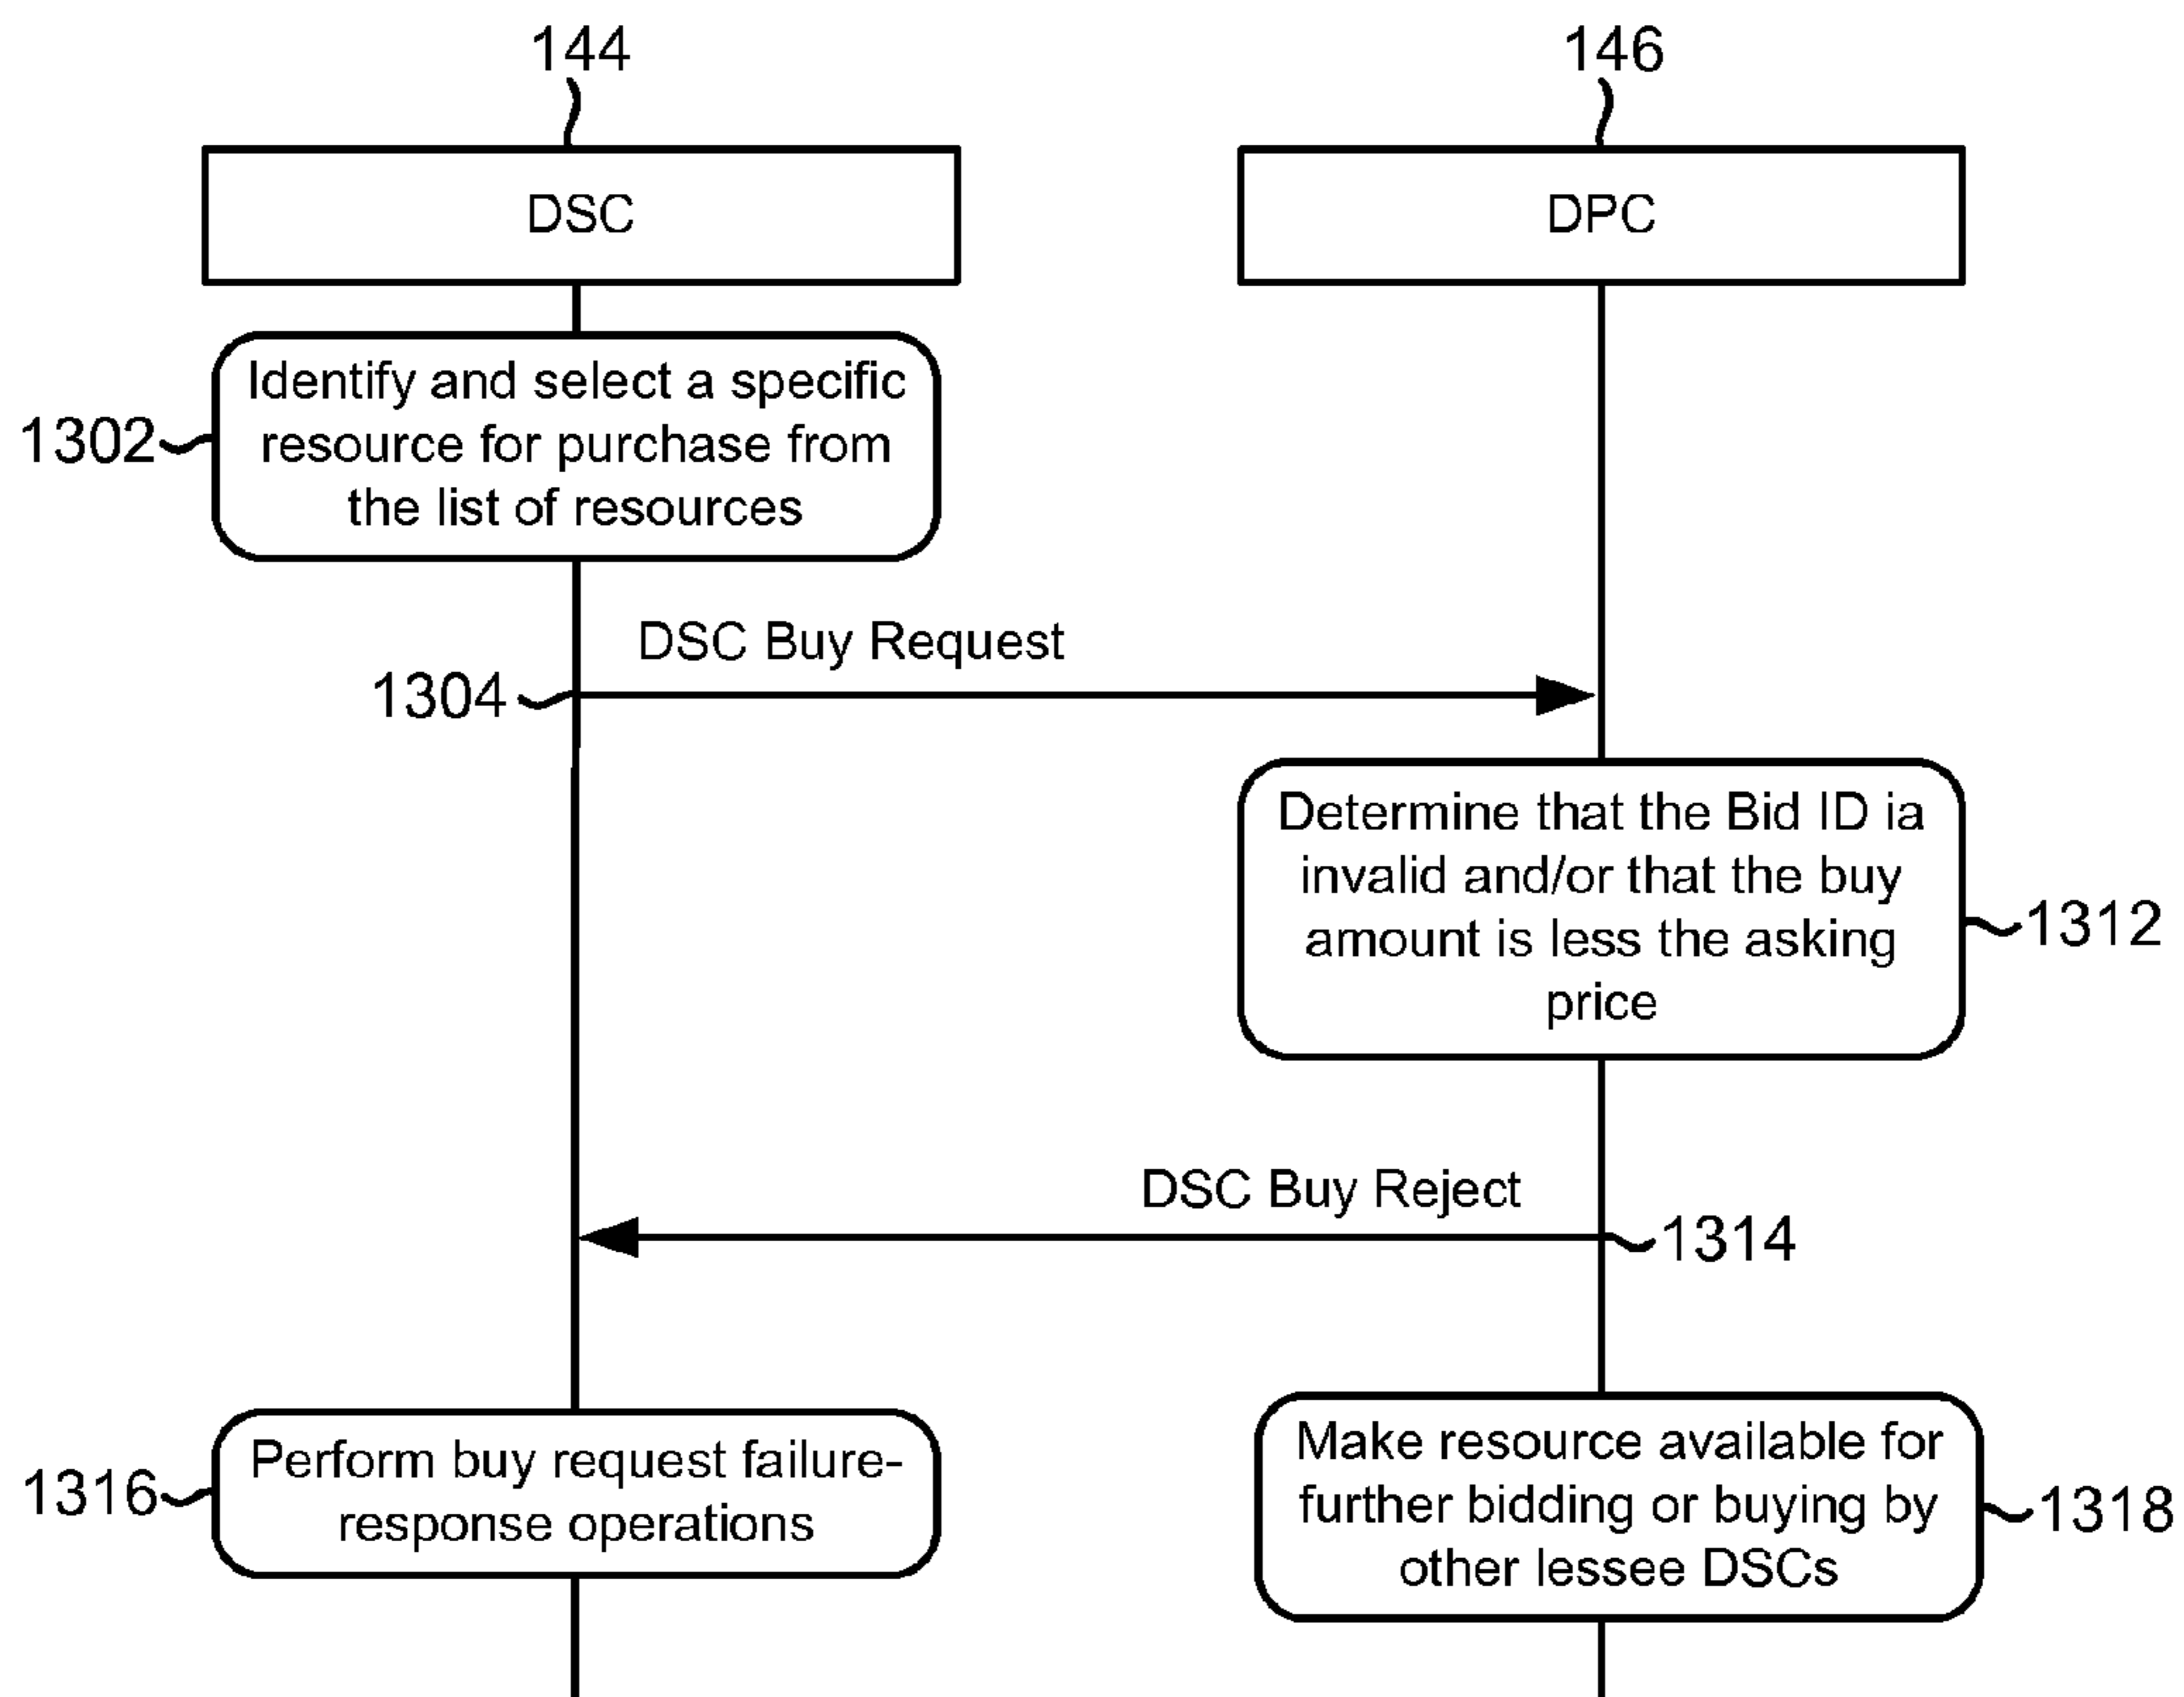 144
146
DSC
DPC
Identify and select a specific
resource for purchase from
the list of resources
1302
DSC Buy Request
1304
Determine that the Bid ID ia
invalid and/or that the buy
amount is less the asking
price
1312
DSC Buy Reject
1314
Perform buy request failure-
response operations
1316
Make resource available for
further bidding or buying by
other lessee DSCs
1318